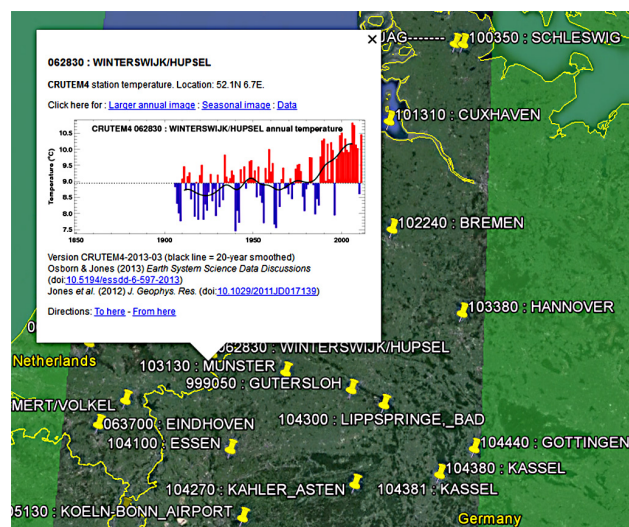 062830 : WINTERSWIJK/HUPSEL
CRUTEM4 station temperature. Location: 52.1N 6.7E.
Click here for : Larger annual image : Seasonal image : Data
CRUTEM4 062830 : WINTERSWIJK/HUPSEL annual temperature
Temperature (°C)
10.5
10.0
9.5
9.0
8.5
8.0
7.5
1850
1900
1950
2000
Version CRUTEM4-2013-03 (black line = 20-year smoothed)
Osborn & Jones (2013) Earth System Science Data Discussions
(doi:10.5194/essdd-6-597-2013)
Jones et al. (2012) J. Geophys. Res. (doi:10.1029/2011JD017139)
Directions: To here - From here
JAG-------
100350 : SCHLESWIG
101310 : CUXHAVEN
102240 : BREMEN
103380 : HANNOVER
062830 : WINTERSWIJK/HUPSEL
Netherlands
103130 : MUNSTER
999050 : GUTERSLOH
MERT/VOLKEL
063700 : EINDHOVEN
104300 : LIPPSPRINGE,_BAD
104100 : ESSEN
104440 : GOTTINGEN
104380 : KASSEL
104270 : KAHLER_ASTEN
104381 : KASSEL
05130 : KOELN-BONN_AIRPORT
Germany